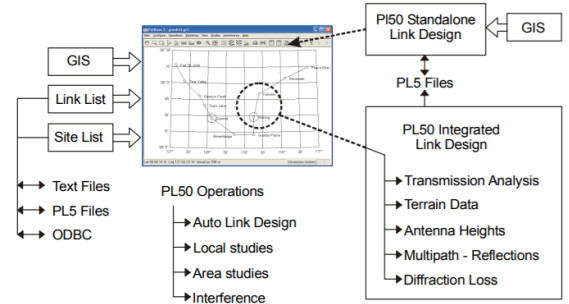 PI50 Standalone
Link Design
GIS
GIS
Link List
Site List
PL5 Files
PL50 Integrated
Link Design
Transmission Analysis
Terrain Data
Antenna Heights
Multipath - Reflections
Diffraction Loss
Text Files
PL5 Files
ODBC
PL50 Operations
Auto Link Design
Local studies
Area studies
Interference